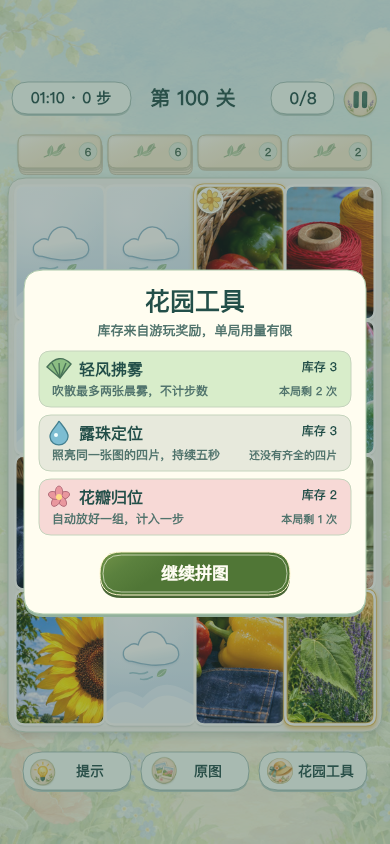 01:10 · 0 步
第 100 关
0/8
6
6
2
2
花园工具
库存来自游玩奖励，单局用量有限
轻风拂雾
库存 3
吹散最多两张晨雾，不计步数
本局剩 2 次
露珠定位
库存 3
照亮同一张图的四片，持续五秒
还没有齐全的四片
花瓣归位
库存 2
自动放好一组，计入一步
本局剩 1 次
继续拼图
提示
原图
花园工具